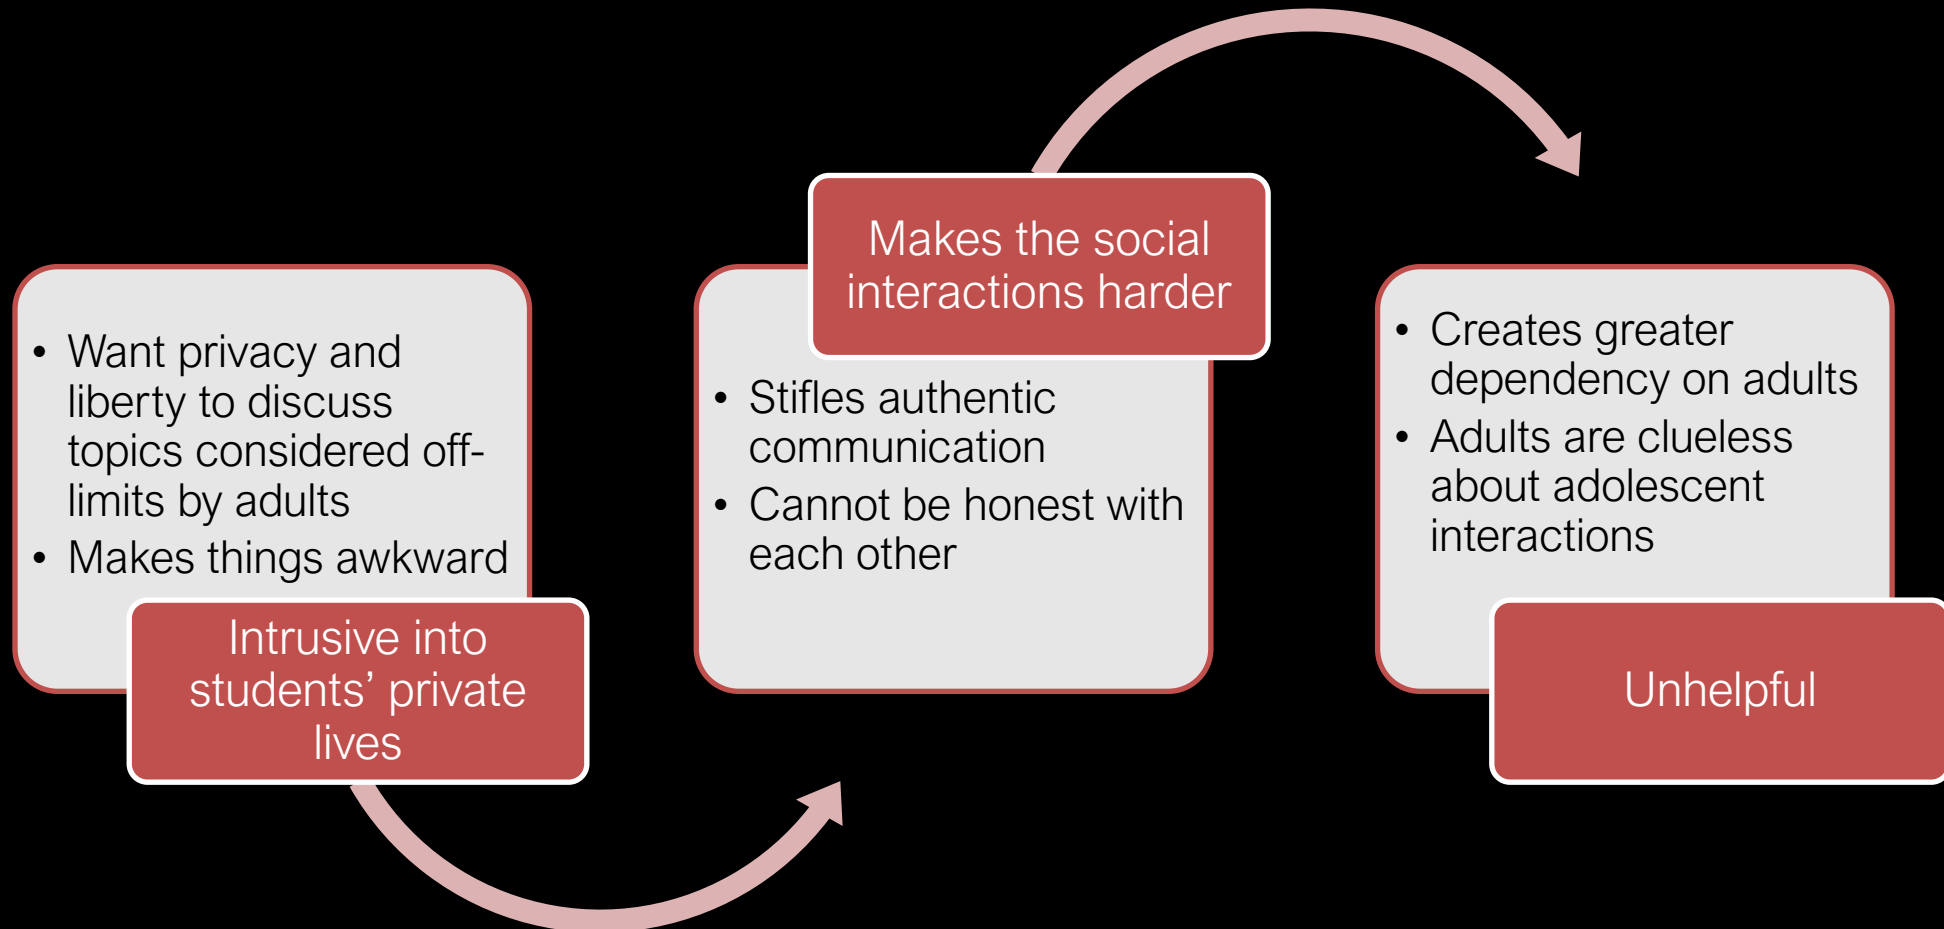 • Want privacy and
liberty to discuss
topics considered off-
limits by adults
• Makes things awkward
Intrusive into
students’ private
lives
Makes the social
interactions harder
• Stifles authentic
communication
• Cannot be honest with
each other
• Creates greater
dependency on adults
• Adults are clueless
about adolescent
interactions
Unhelpful